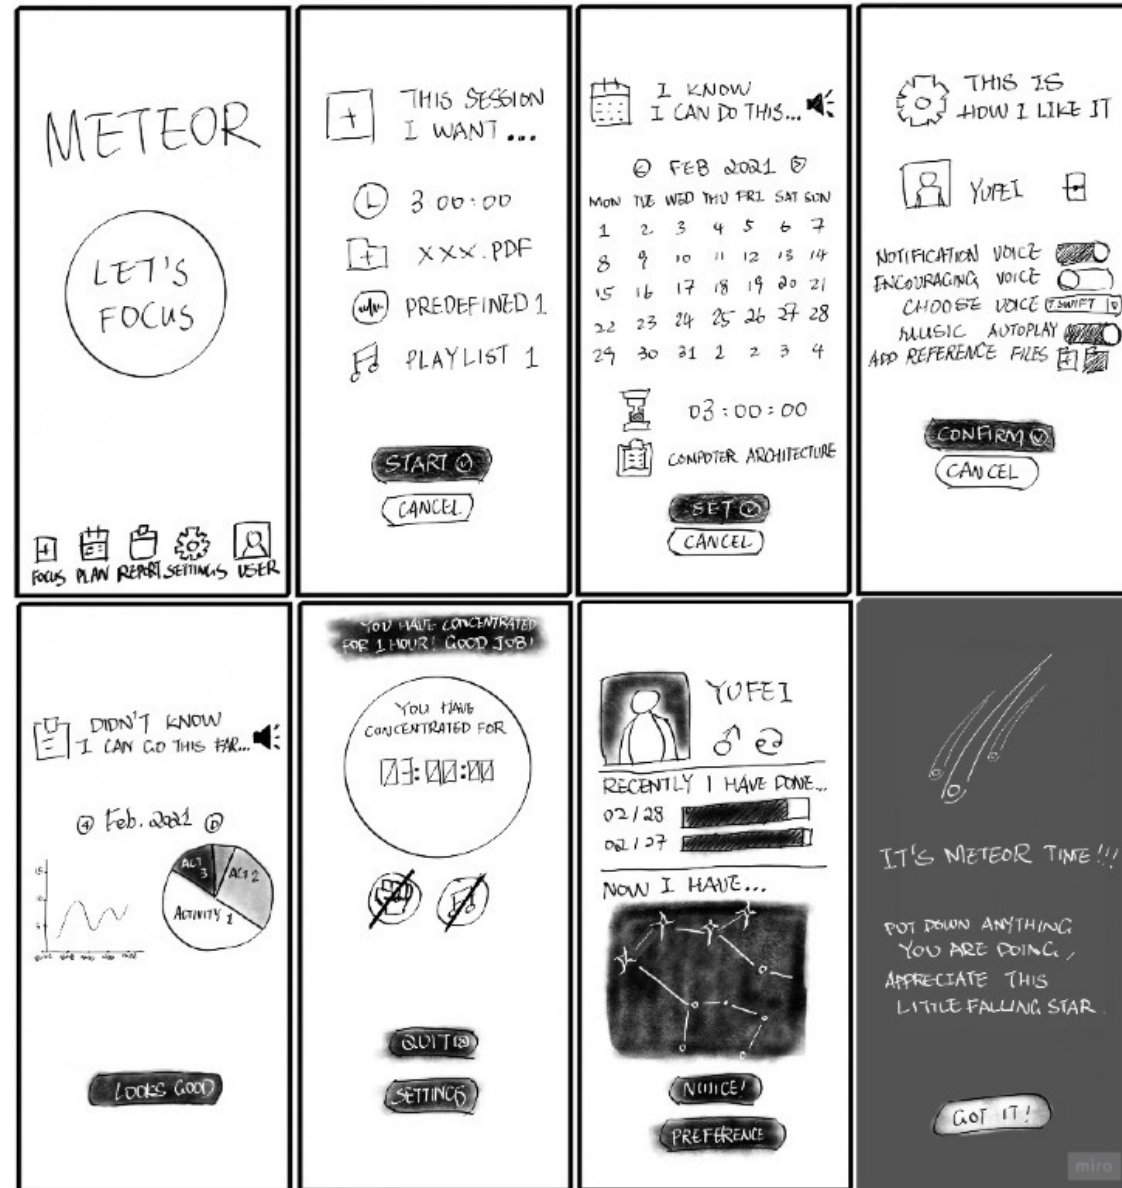 METEOR
LET'S
FOCUS
FOCUS PLAN REPORT SETTINGS USER
THIS SESSION
I WANT...
3:00:00
XXX.PDF
PREDEFINED 1
PLAYLIST 1
START
CANCEL
I KNOW
I CAN DO THIS...
FEB 2021
MON TUE WED THU FRI SAT SUN
1 2 3 4 5 6 7
8 9 10 11 12 13 14
15 16 17 18 19 20 21
22 23 24 25 26 27 28
29 30 31 1 2 3 4
03:00:00
COMPUTER ARCHITECTURE
SET
CANCEL
THIS IS
HOW I LIKE IT
YUFEI
NOTIFICATION VOICE
ENCOURAGING VOICE
CHOOSE VOICE T.SWIFT
MUSIC AUTOPLAY
ADD REFERENCE FILES
CONFIRM
CANCEL
DIDN'T KNOW
I CAN GO THIS FAR...
Feb. 2021
15
10
5
ACT 3
ACT 2
ACTIVITY 1
LOOKS GOOD
YOU HAVE CONCENTRATED
FOR 1 HOUR! GOOD JOB!
YOU HAVE
CONCENTRATED FOR
03:00:00
QUIT
SETTINGS
YUFEI
RECENTLY I HAVE DONE...
02/28
02/27
NOW I HAVE...
NOTICE!
PREFERENCE
IT'S METEOR TIME!!!
PUT DOWN ANYTHING
YOU ARE DOING,
APPRECIATE THIS
LITTLE FALLING STAR.
GOT IT!
miro